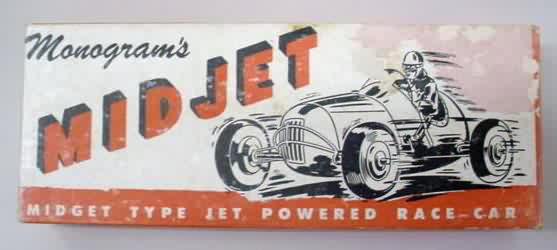 Monogram's
MIDJET
MIDGET TYPE JET POWERED RACE-CAR